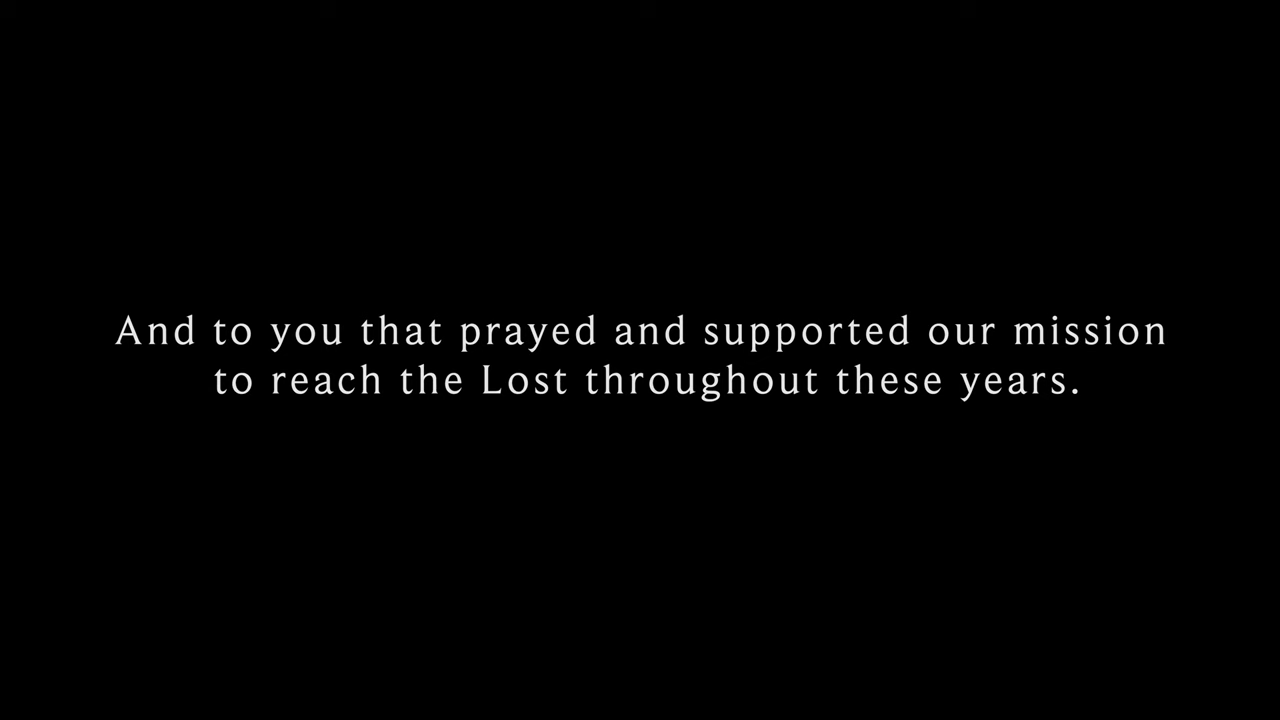 And to you that prayed and supported our mission
to reach the Lost throughout these years.